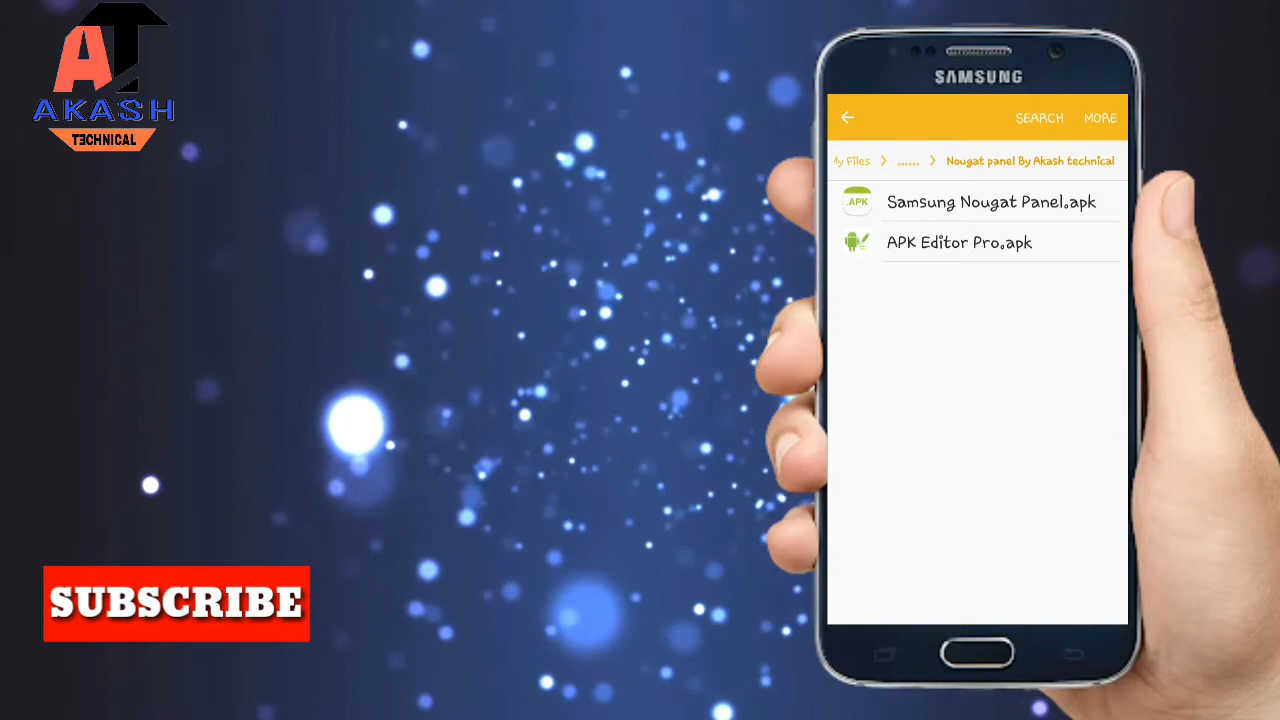 AT
AKASH
TECHNICAL
SUBSCRIBE
SAMSUNG
SEARCH MORE
My Files > ...... > Nougat panel By Akash technical
.APK
Samsung Nougat Panel.apk
APK Editor Pro.apk